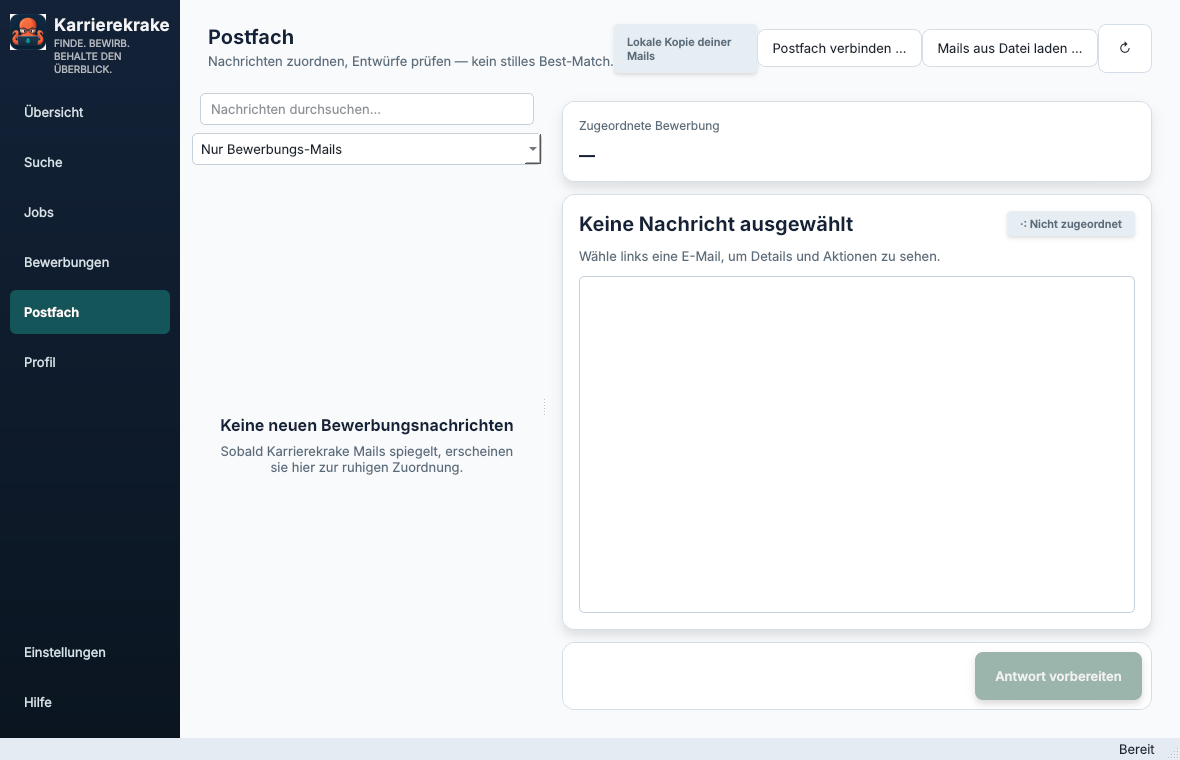 Karrierekrake
FINDE. BEWIRB.
BEHALTE DEN
ÜBERBLICK.
Übersicht
Suche
Jobs
Bewerbungen
Postfach
Profil
Einstellungen
Hilfe
Postfach
Nachrichten zuordnen, Entwürfe prüfen — kein stilles Best-Match.
Lokale Kopie deiner
Mails
Postfach verbinden ...
Mails aus Datei laden ...
↻
Nachrichten durchsuchen...
Nur Bewerbungs-Mails
Keine neuen Bewerbungsnachrichten
Sobald Karrierekrake Mails spiegelt, erscheinen
sie hier zur ruhigen Zuordnung.
Zugeordnete Bewerbung
—
Keine Nachricht ausgewählt
·: Nicht zugeordnet
Wähle links eine E-Mail, um Details und Aktionen zu sehen.
Antwort vorbereiten
Bereit